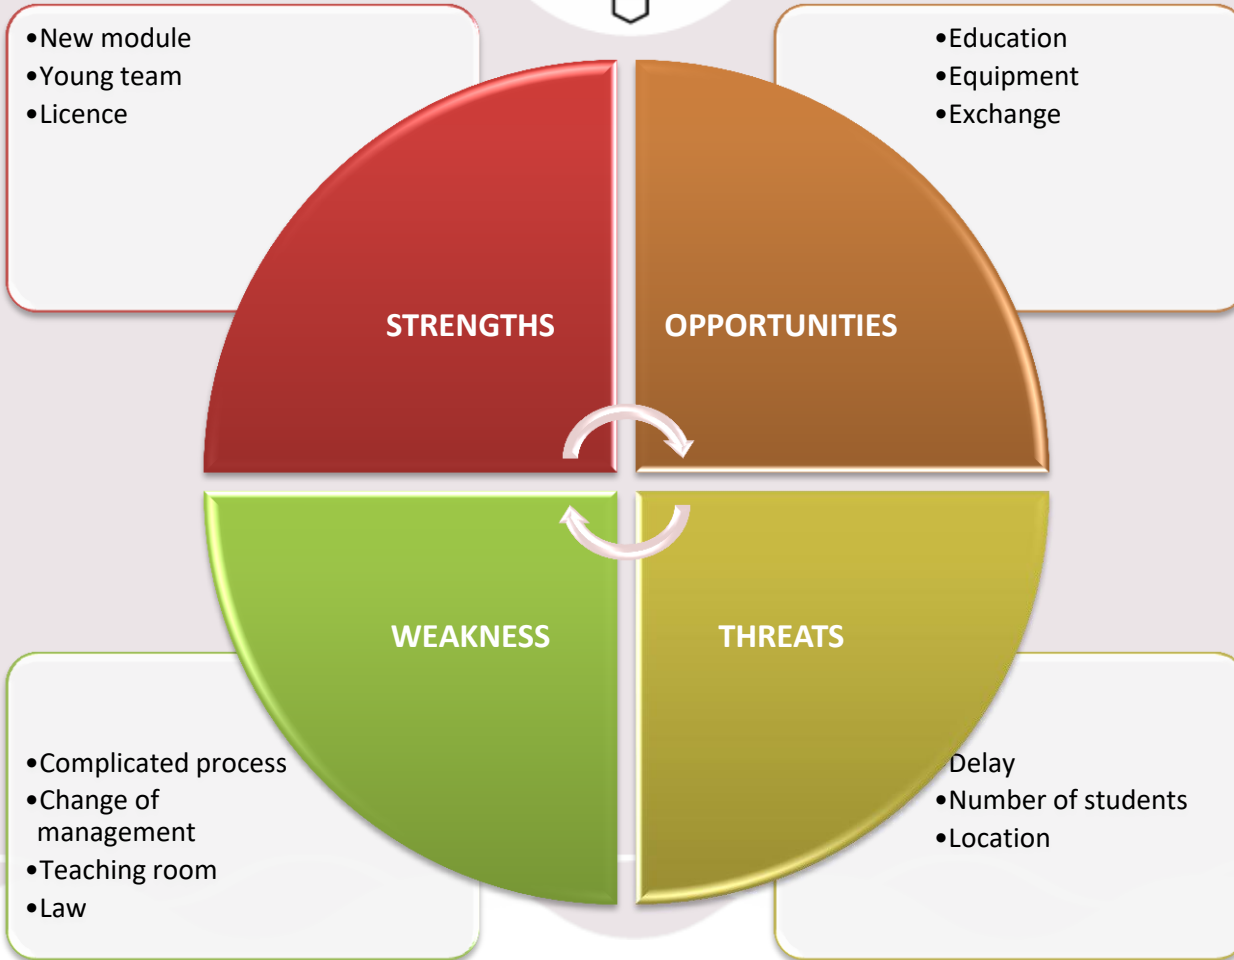 •New module
•Young team
•Licence
•Education
•Equipment
•Exchange
STRENGTHS
OPPORTUNITIES
WEAKNESS
THREATS
•Complicated process
•Change of
management
•Teaching room
•Law
Delay
•Number of students
•Location